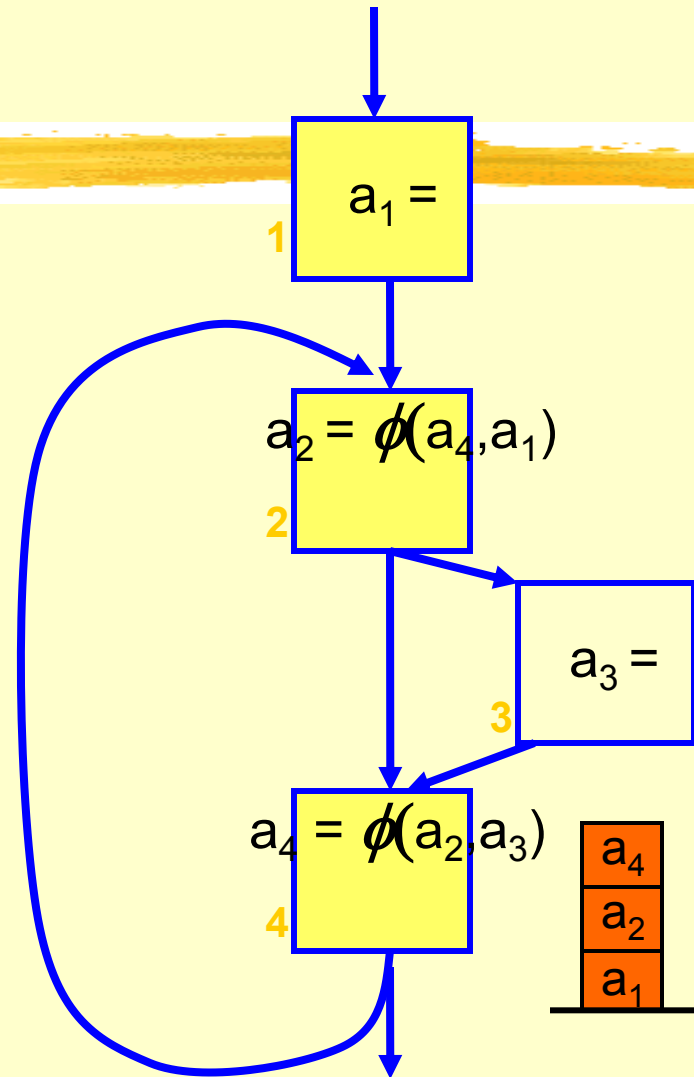 a₁ =
1
a₂ = ϕ(a₄,a₁)
2
a₃ =
3
a₄ = ϕ(a₂,a₃)
4
a₄
a₂
a₁